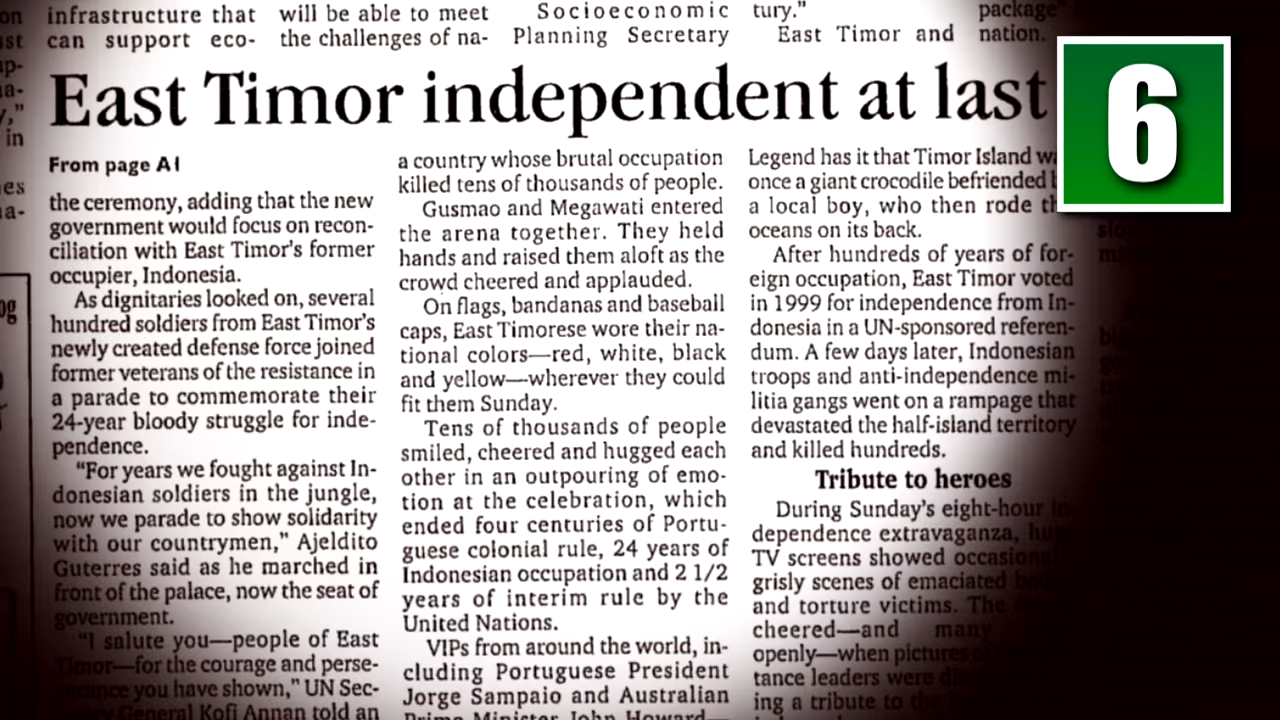 infrastructure that
can support eco-
will be able to meet
the challenges of na-
Socioeconomic
Planning Secretary
tury."
East Timor and
package"
nation.
on
in
East Timor independent at last
6
From page A1
the ceremony, adding that the new
government would focus on recon-
ciliation with East Timor's former
occupier, Indonesia.
As dignitaries looked on, several
hundred soldiers from East Timor's
newly created defense force joined
former veterans of the resistance in
a parade to commemorate their
24-year bloody struggle for inde-
pendence.
"For years we fought against In-
donesian soldiers in the jungle,
now we parade to show solidarity
with our countrymen," Ajeldito
Guterres said as he marched in
front of the palace, now the seat of
government.
"I salute you—people of East
Timor—for the courage and perse-
you have shown," UN Sec-
General Kofi Annan told an
a country whose brutal occupation
killed tens of thousands of people.
Gusmao and Megawati entered
the arena together. They held
hands and raised them aloft as the
crowd cheered and applauded.
On flags, bandanas and baseball
caps, East Timorese wore their na-
tional colors—red, white, black
and yellow—wherever they could
fit them Sunday.
Tens of thousands of people
smiled, cheered and hugged each
other in an outpouring of emo-
tion at the celebration, which
ended four centuries of Portu-
guese colonial rule, 24 years of
Indonesian occupation and 2 1/2
years of interim rule by the
United Nations.
VIPs from around the world, in-
cluding Portuguese President
Jorge Sampaio and Australian
Prime Minister John Howard—
Legend has it that Timor Island
once a giant crocodile befriended
a local boy, who then rode
oceans on its back.
After hundreds of years of for-
eign occupation, East Timor voted
in 1999 for independence from In-
donesia in a UN-sponsored referen-
dum. A few days later, Indonesian
troops and anti-independence mi-
litia gangs went on a rampage that
devastated the half-island territory
and killed hundreds.
Tribute to heroes
During Sunday's eight-hour in-
dependence extravaganza, huge
TV screens showed occasional
grisly scenes of emaciated
and torture victims. The
cheered—and many
openly—when pictures of
tance leaders were
ing a tribute to the